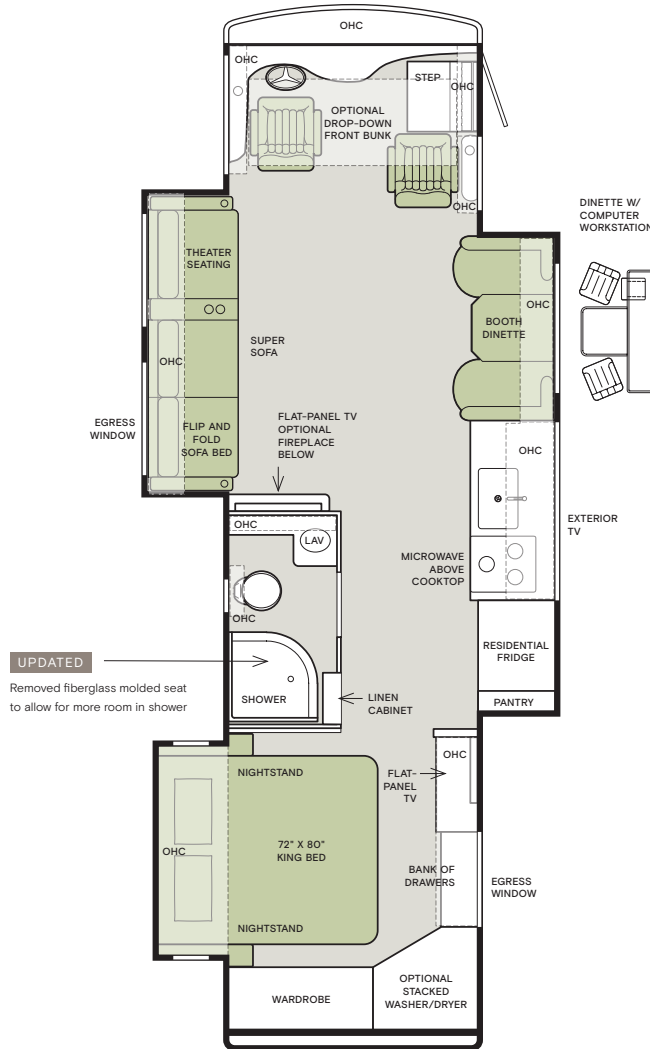 OHC
OHC
STEP
OHC
OPTIONAL
DROP-DOWN
FRONT BUNK
OHC
DINETTE W/
COMPUTER
WORKSTATION
THEATER
SEATING
OHC
BOOTH
DINETTE
SUPER
SOFA
OHC
EGRESS
WINDOW
FLIP AND
FOLD
SOFA BED
FLAT-PANEL TV
OPTIONAL
FIREPLACE
BELOW
OHC
EXTERIOR
TV
OHC
LAV
MICROWAVE
ABOVE
COOKTOP
OHC
RESIDENTIAL
FRIDGE
UPDATED
Removed fiberglass molded seat
to allow for more room in shower
SHOWER
LINEN
CABINET
PANTRY
OHC
NIGHTSTAND
FLAT-
PANEL
TV
72" X 80"
KING BED
OHC
BANK OF
DRAWERS
EGRESS
WINDOW
NIGHTSTAND
WARDROBE
OPTIONAL
STACKED
WASHER/DRYER